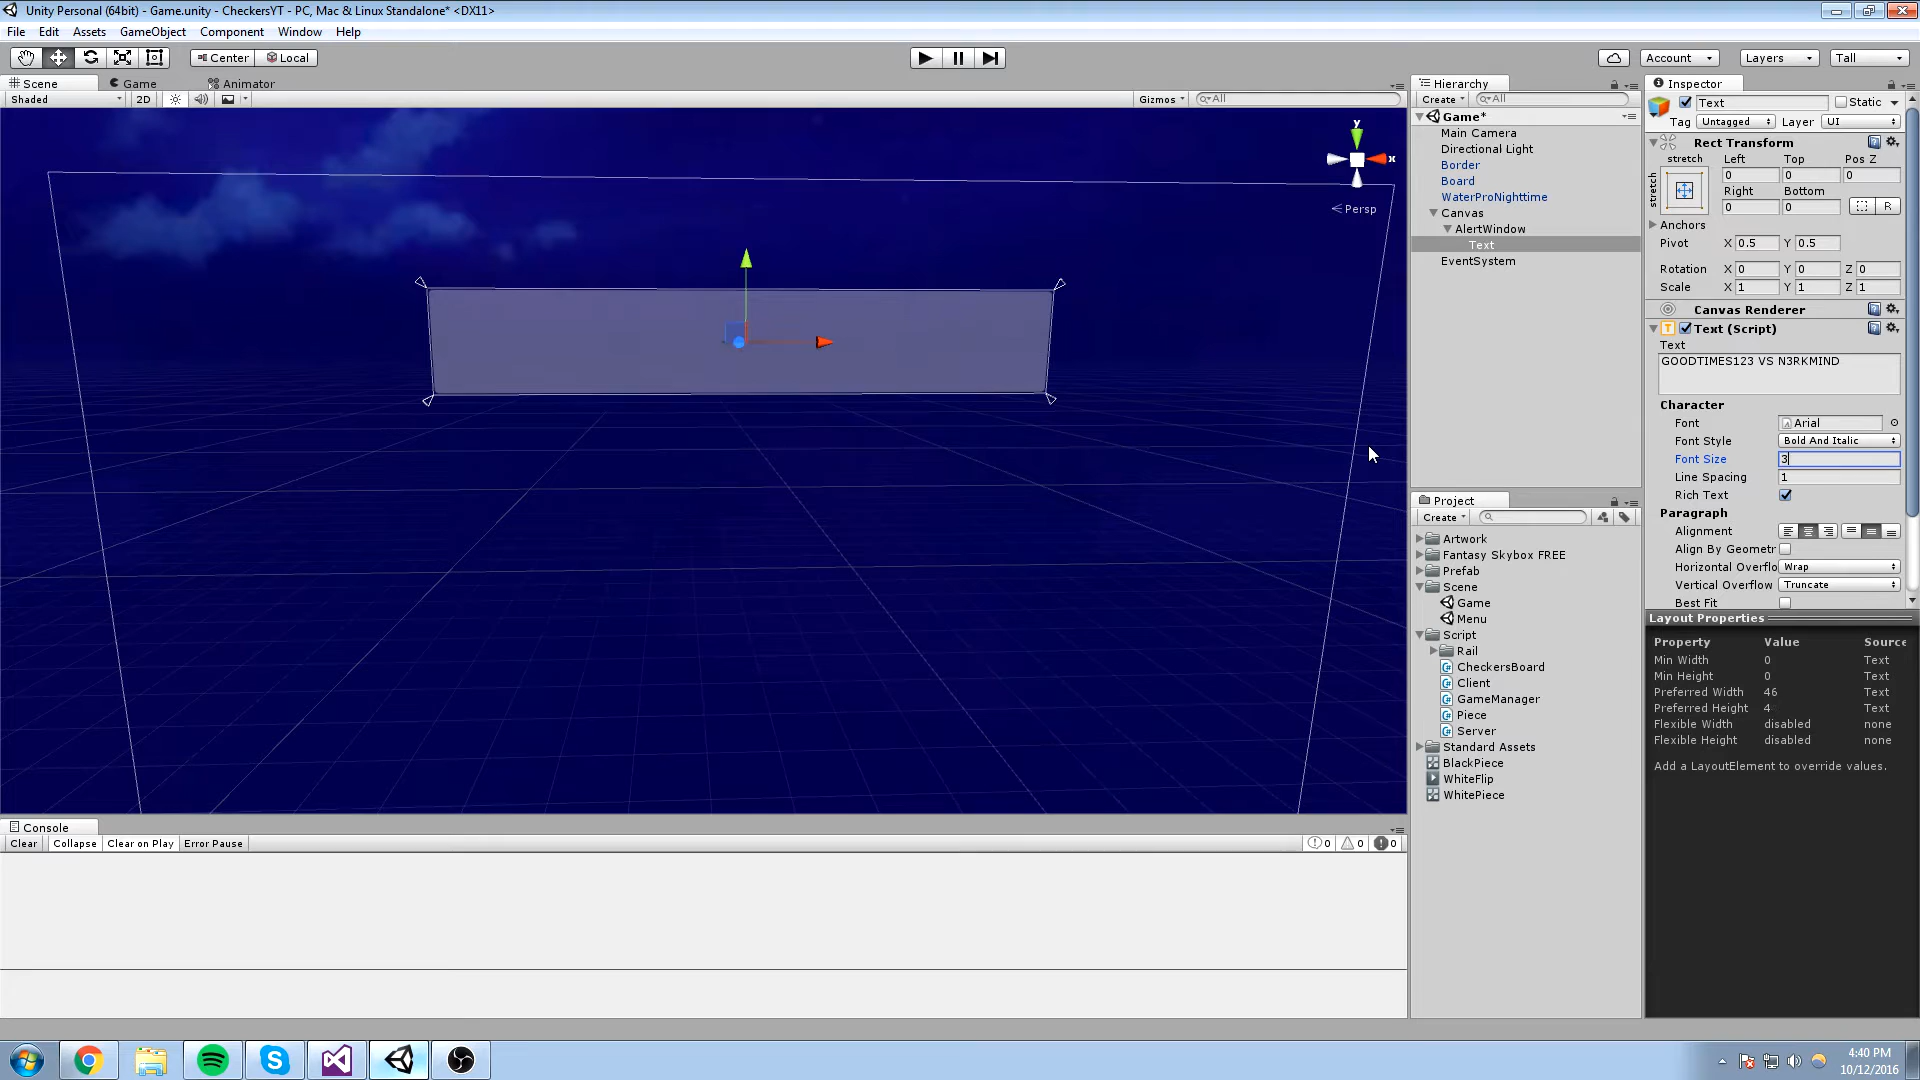 Unity Personal (64bit) - Game.unity - CheckersYT - PC, Mac & Linux Standalone* <DX11>
File Edit Assets GameObject Component Window Help
Center Local Account Layers Tall
Scene Game Animator
Shaded 2D Gizmos All
y
x
Persp
Hierarchy
Create All
Game*
Main Camera
Directional Light
Border
Board
WaterProNighttime
Canvas
AlertWindow
Text
EventSystem
Project
Create
Artwork
Fantasy Skybox FREE
Prefab
Scene
Game
Menu
Script
Rail
CheckersBoard
Client
GameManager
Piece
Server
Standard Assets
BlackPiece
WhiteFlip
WhitePiece
Inspector
Text Static
Tag Untagged Layer UI
Rect Transform
stretch Left Top Pos Z
stretch 0 0 0
Right Bottom
0 0 R
Anchors
Pivot X 0.5 Y 0.5
Rotation X 0 Y 0 Z 0
Scale X 1 Y 1 Z 1
Canvas Renderer
T Text (Script)
Text
GOODTIMES123 VS N3RKMIND
Character
Font Arial
Font Style Bold And Italic
Font Size 3
Line Spacing 1
Rich Text
Paragraph
Alignment
Align By Geometr
Horizontal Overflo Wrap
Vertical Overflow Truncate
Best Fit
Layout Properties
Property Value Source
Min Width 0 Text
Min Height 0 Text
Preferred Width 46 Text
Preferred Height 4 Text
Flexible Width disabled none
Flexible Height disabled none
Add a LayoutElement to override values.
Console
Clear Collapse Clear on Play Error Pause 0 0 0
4:40 PM
10/12/2016